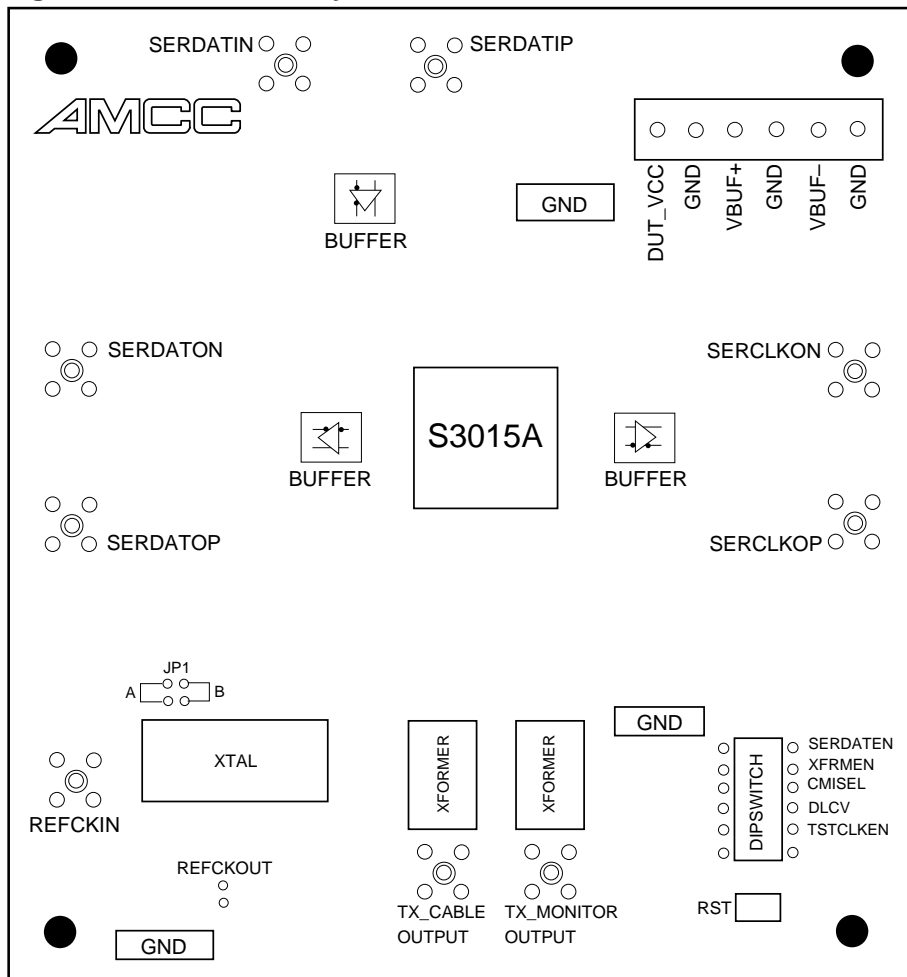 SERDATIN
SERDATIP
AMCC
DUT_VCC
GND
VBUF+
GND
VBUF–
GND
GND
BUFFER
SERDATON
SERCLKON
S3015A
BUFFER
BUFFER
SERDATOP
SERCLKOP
JP1
A
B
XTAL
XFORMER
XFORMER
GND
DIPSWITCH
SERDATEN
XFRMEN
CMISEL
DLCV
TSTCLKEN
REFCKIN
REFCKOUT
TX_CABLE
OUTPUT
TX_MONITOR
OUTPUT
RST
GND